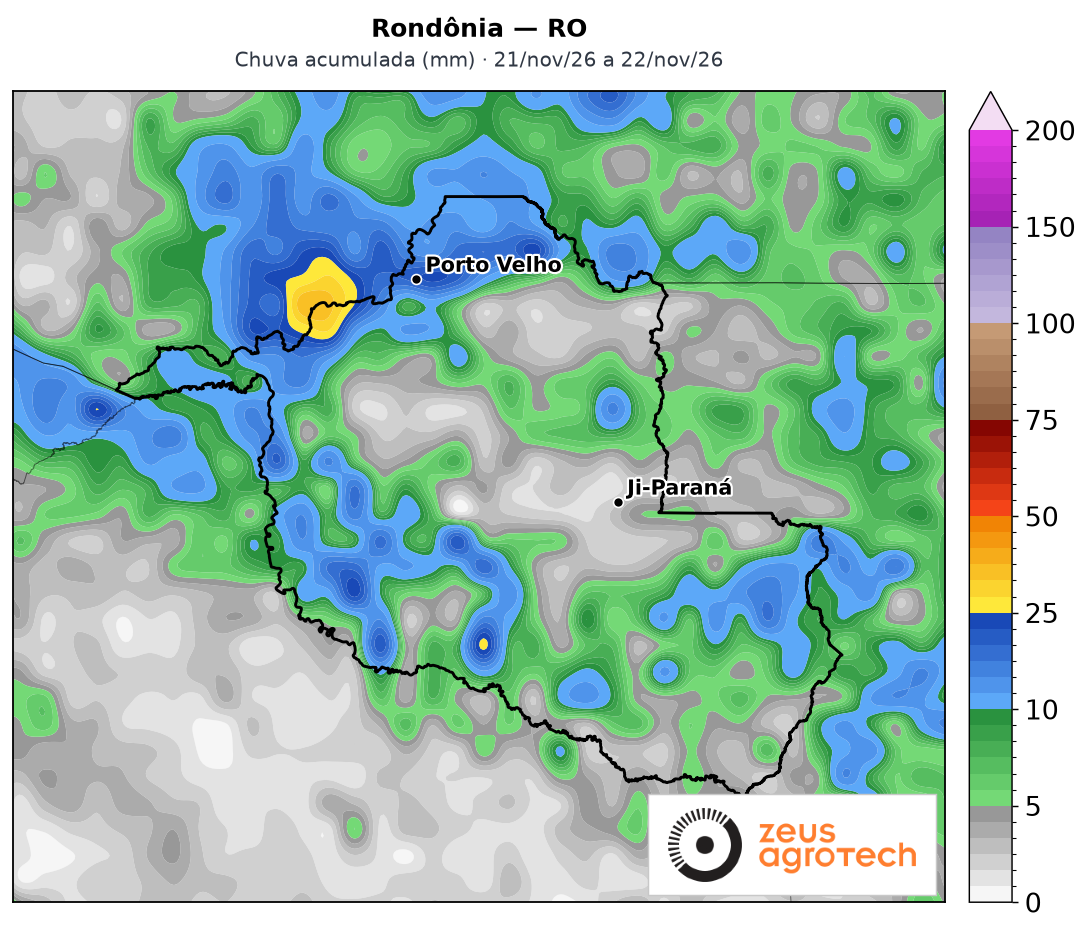 Rondônia — RO
Chuva acumulada (mm) · 21/nov/26 a 22/nov/26
Porto Velho
Ji-Paraná
200
150
100
75
50
25
10
5
0
zeus
agrotech